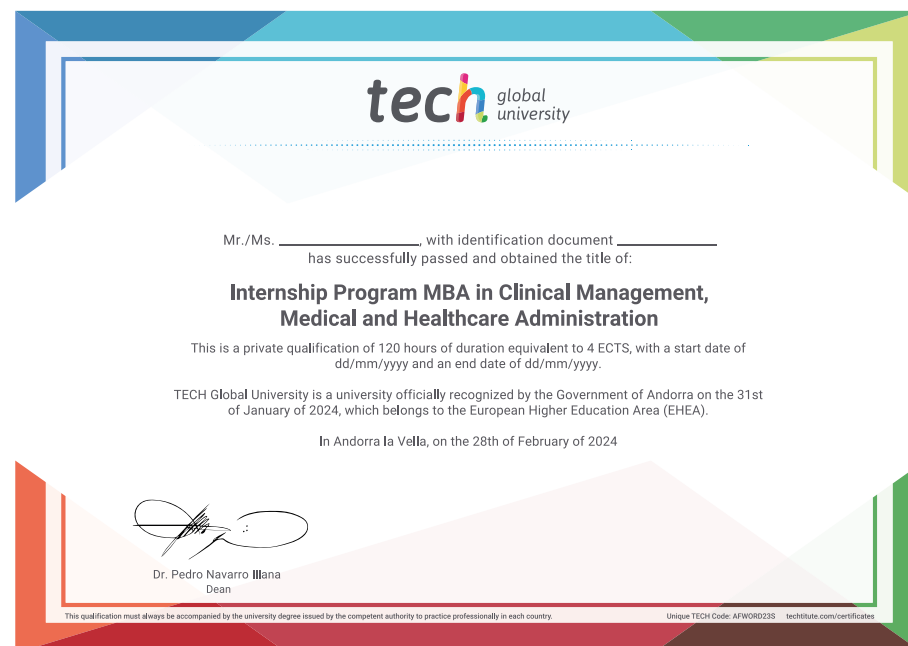 tech global university
Mr./Ms. ____________, with identification document ____________
has successfully passed and obtained the title of:
Internship Program MBA in Clinical Management,
Medical and Healthcare Administration
This is a private qualification of 120 hours of duration equivalent to 4 ECTS, with a start date of
dd/mm/yyyy and an end date of dd/mm/yyyy.
TECH Global University is a university officially recognized by the Government of Andorra on the 31st
of January of 2024, which belongs to the European Higher Education Area (EHEA).
In Andorra la Vella, on the 28th of February of 2024
Dr. Pedro Navarro Illana
Dean
This qualification must always be accompanied by the university degree issued by the competent authority to practice professionally in each country.
Unique TECH Code: AFWORD23S techtitute.com/certificates